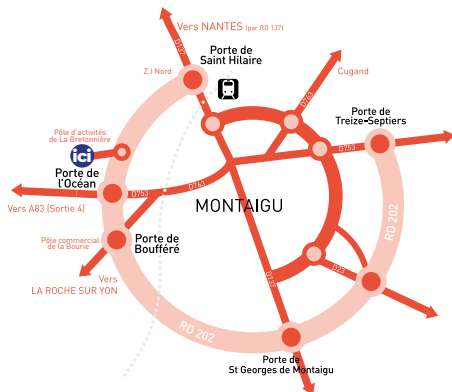 Vers NANTES (par RD 137)
D137
Porte de
Saint Hilaire
Z.I Nord
Cugand
D763
Porte de
Treize-Septiers
D753
Pôle d'activités
de La Bretonnière
ici
Porte de
l'Océan
D753
D763
Vers A83 (Sortie 4)
MONTAIGU
Pôle commercial
de la Bourie
Porte de
Boufféré
RD 202
Vers
LA ROCHE SUR YON
D137
D23
RD 202
Porte de
St Georges de Montaigu